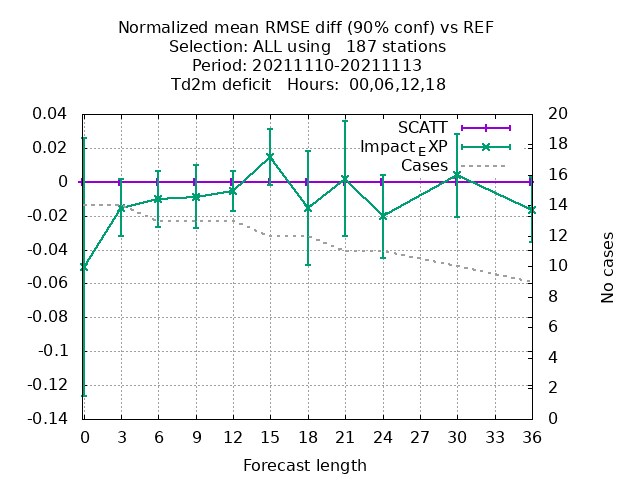 Normalized mean RMSE diff (90% conf) vs REF
Selection: ALL using   187 stations
Period: 20211110-20211113
Td2m deficit   Hours:  00,06,12,18
SCATT
Impact_EXP
Cases
0.04
0.02
0
-0.02
-0.04
-0.06
-0.08
-0.1
-0.12
-0.14
20
18
16
14
12
10
8
6
4
2
0
No cases
0 3 6 9 12 15 18 21 24 27 30 33 36
Forecast length